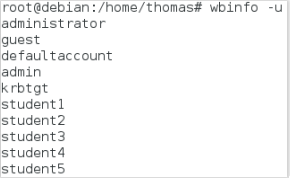 root@debian:/home/thomas# wbinfo -u
administrator
guest
defaultaccount
admin
krbtgt
student1
student2
student3
student4
student5